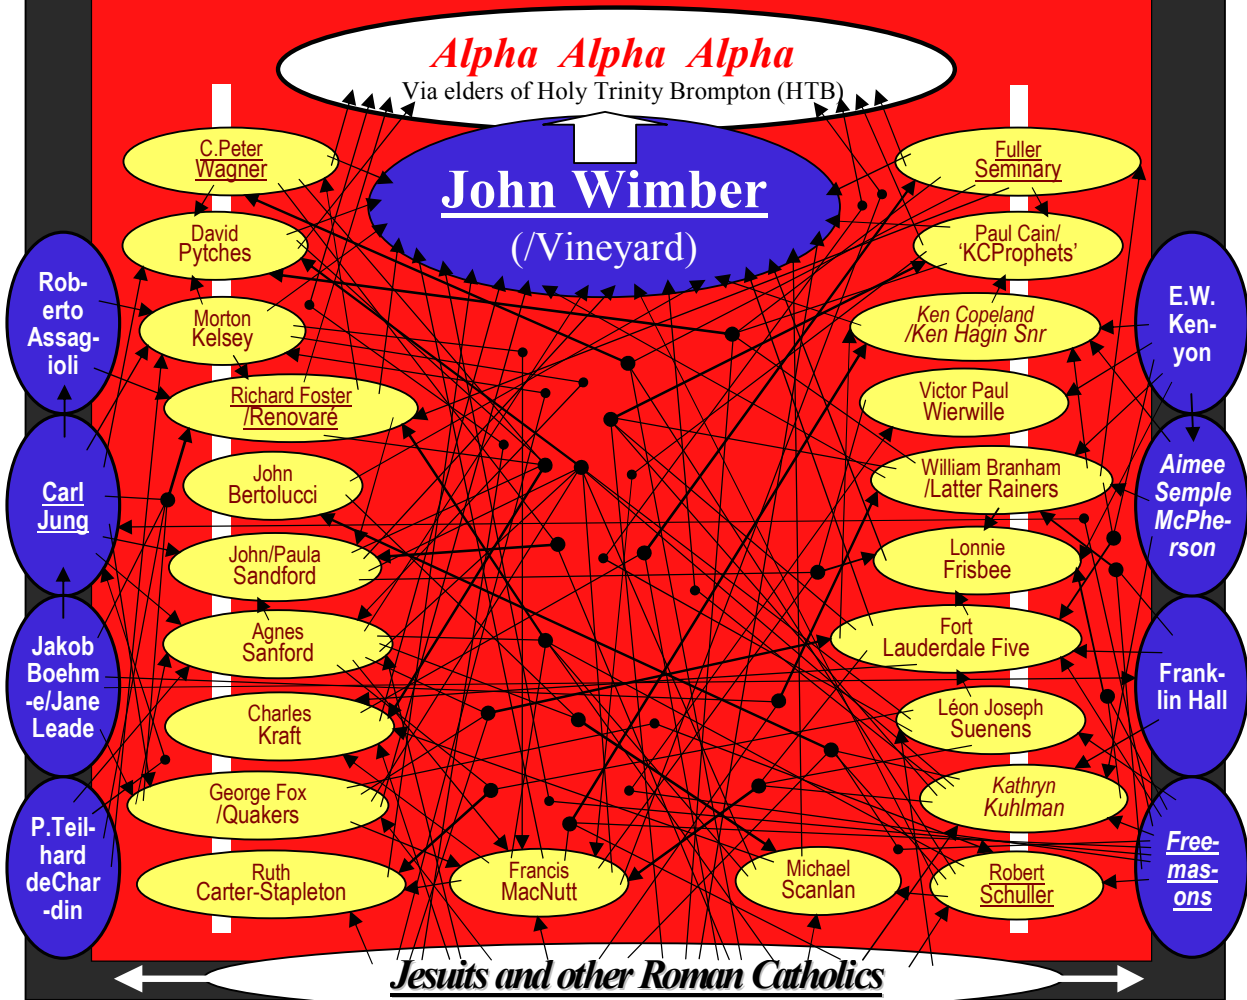 Alpha Alpha Alpha
Via elders of Holy Trinity Brompton (HTB)
John Wimber
(/Vineyard)
C.Peter
Wagner
David
Pytches
Morton
Kelsey
Richard Foster
/Renovaré
John
Bertolucci
John/Paula
Sandford
Agnes
Sanford
Charles
Kraft
George Fox
/Quakers
Ruth
Carter-Stapleton
Francis
MacNutt
Michael
Scanlan
Fuller
Seminary
Paul Cain/
‘KCProphets’
Ken Copeland
/Ken Hagin Snr
Victor Paul
Wierwille
William Branham
/Latter Rainers
Lonnie
Frisbee
Fort
Lauderdale Five
Léon Joseph
Suenens
Kathryn
Kuhlman
Robert
Schuller
Rob-
erto
Assag-
ioli
Carl
Jung
Jakob
Boehm
-e/Jane
Leade
P.Teil-
hard
deChar
-din
E.W.
Ken-
yon
Aimee
Semple
McPhe-
rson
Frank-
lin Hall
Free-
mas-
ons
Jesuits and other Roman Catholics